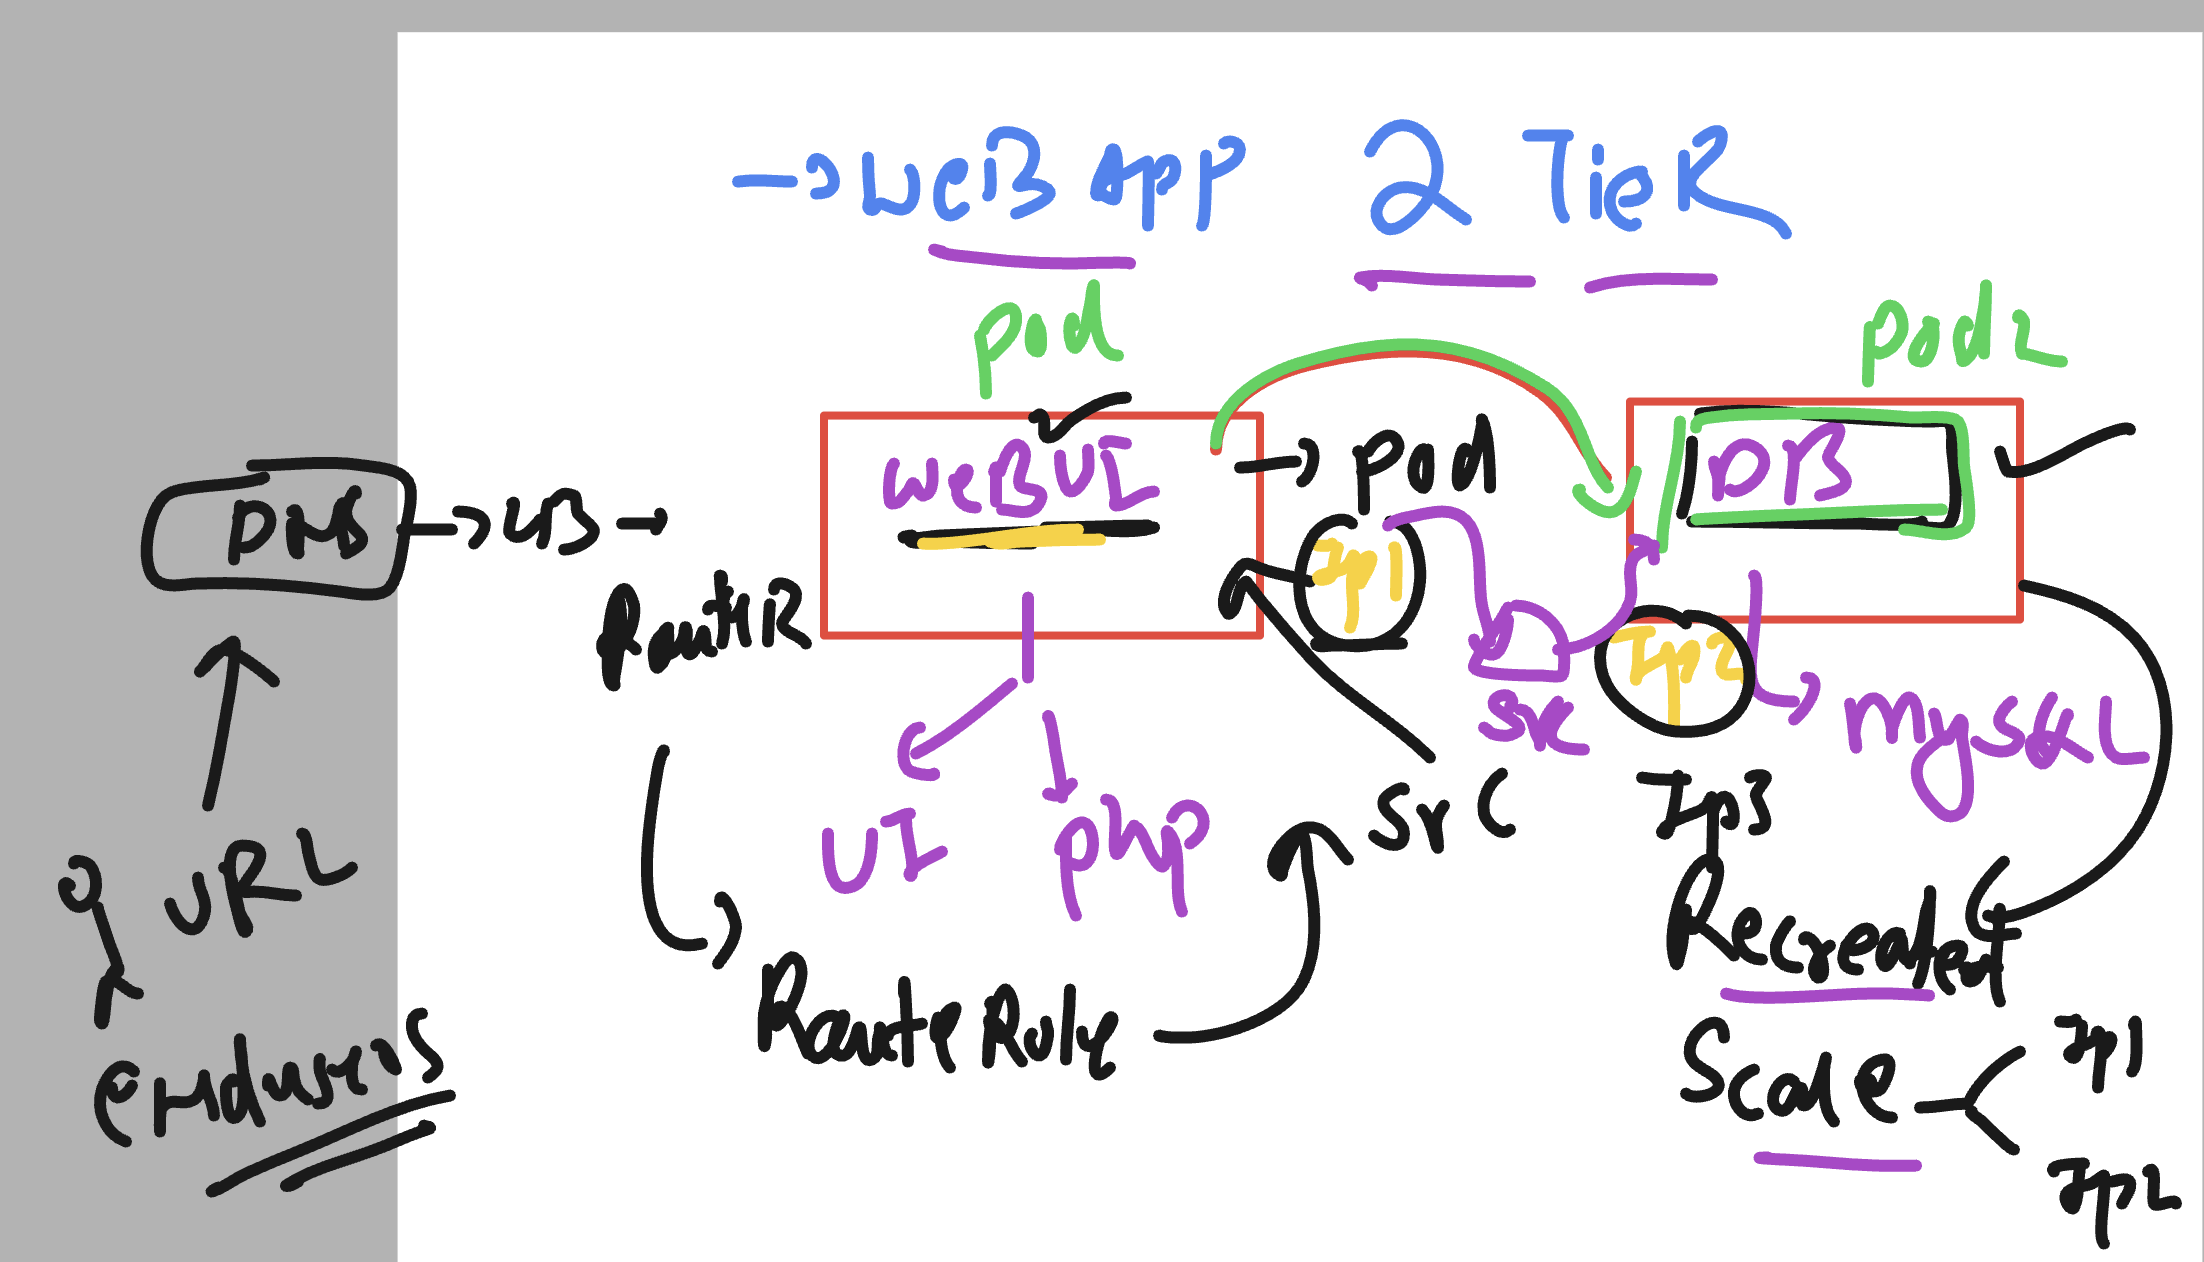 → WeB APP 2 TieR
pod
pod2
WeBUI
→ pod
DB
DNS → LB →
Ip1
RoutER
Ip2
svc
mysQL
UI
php
svc
Ip3
URL
Recreated
RouteRule
endusers
Scale
Ip1
Ip2